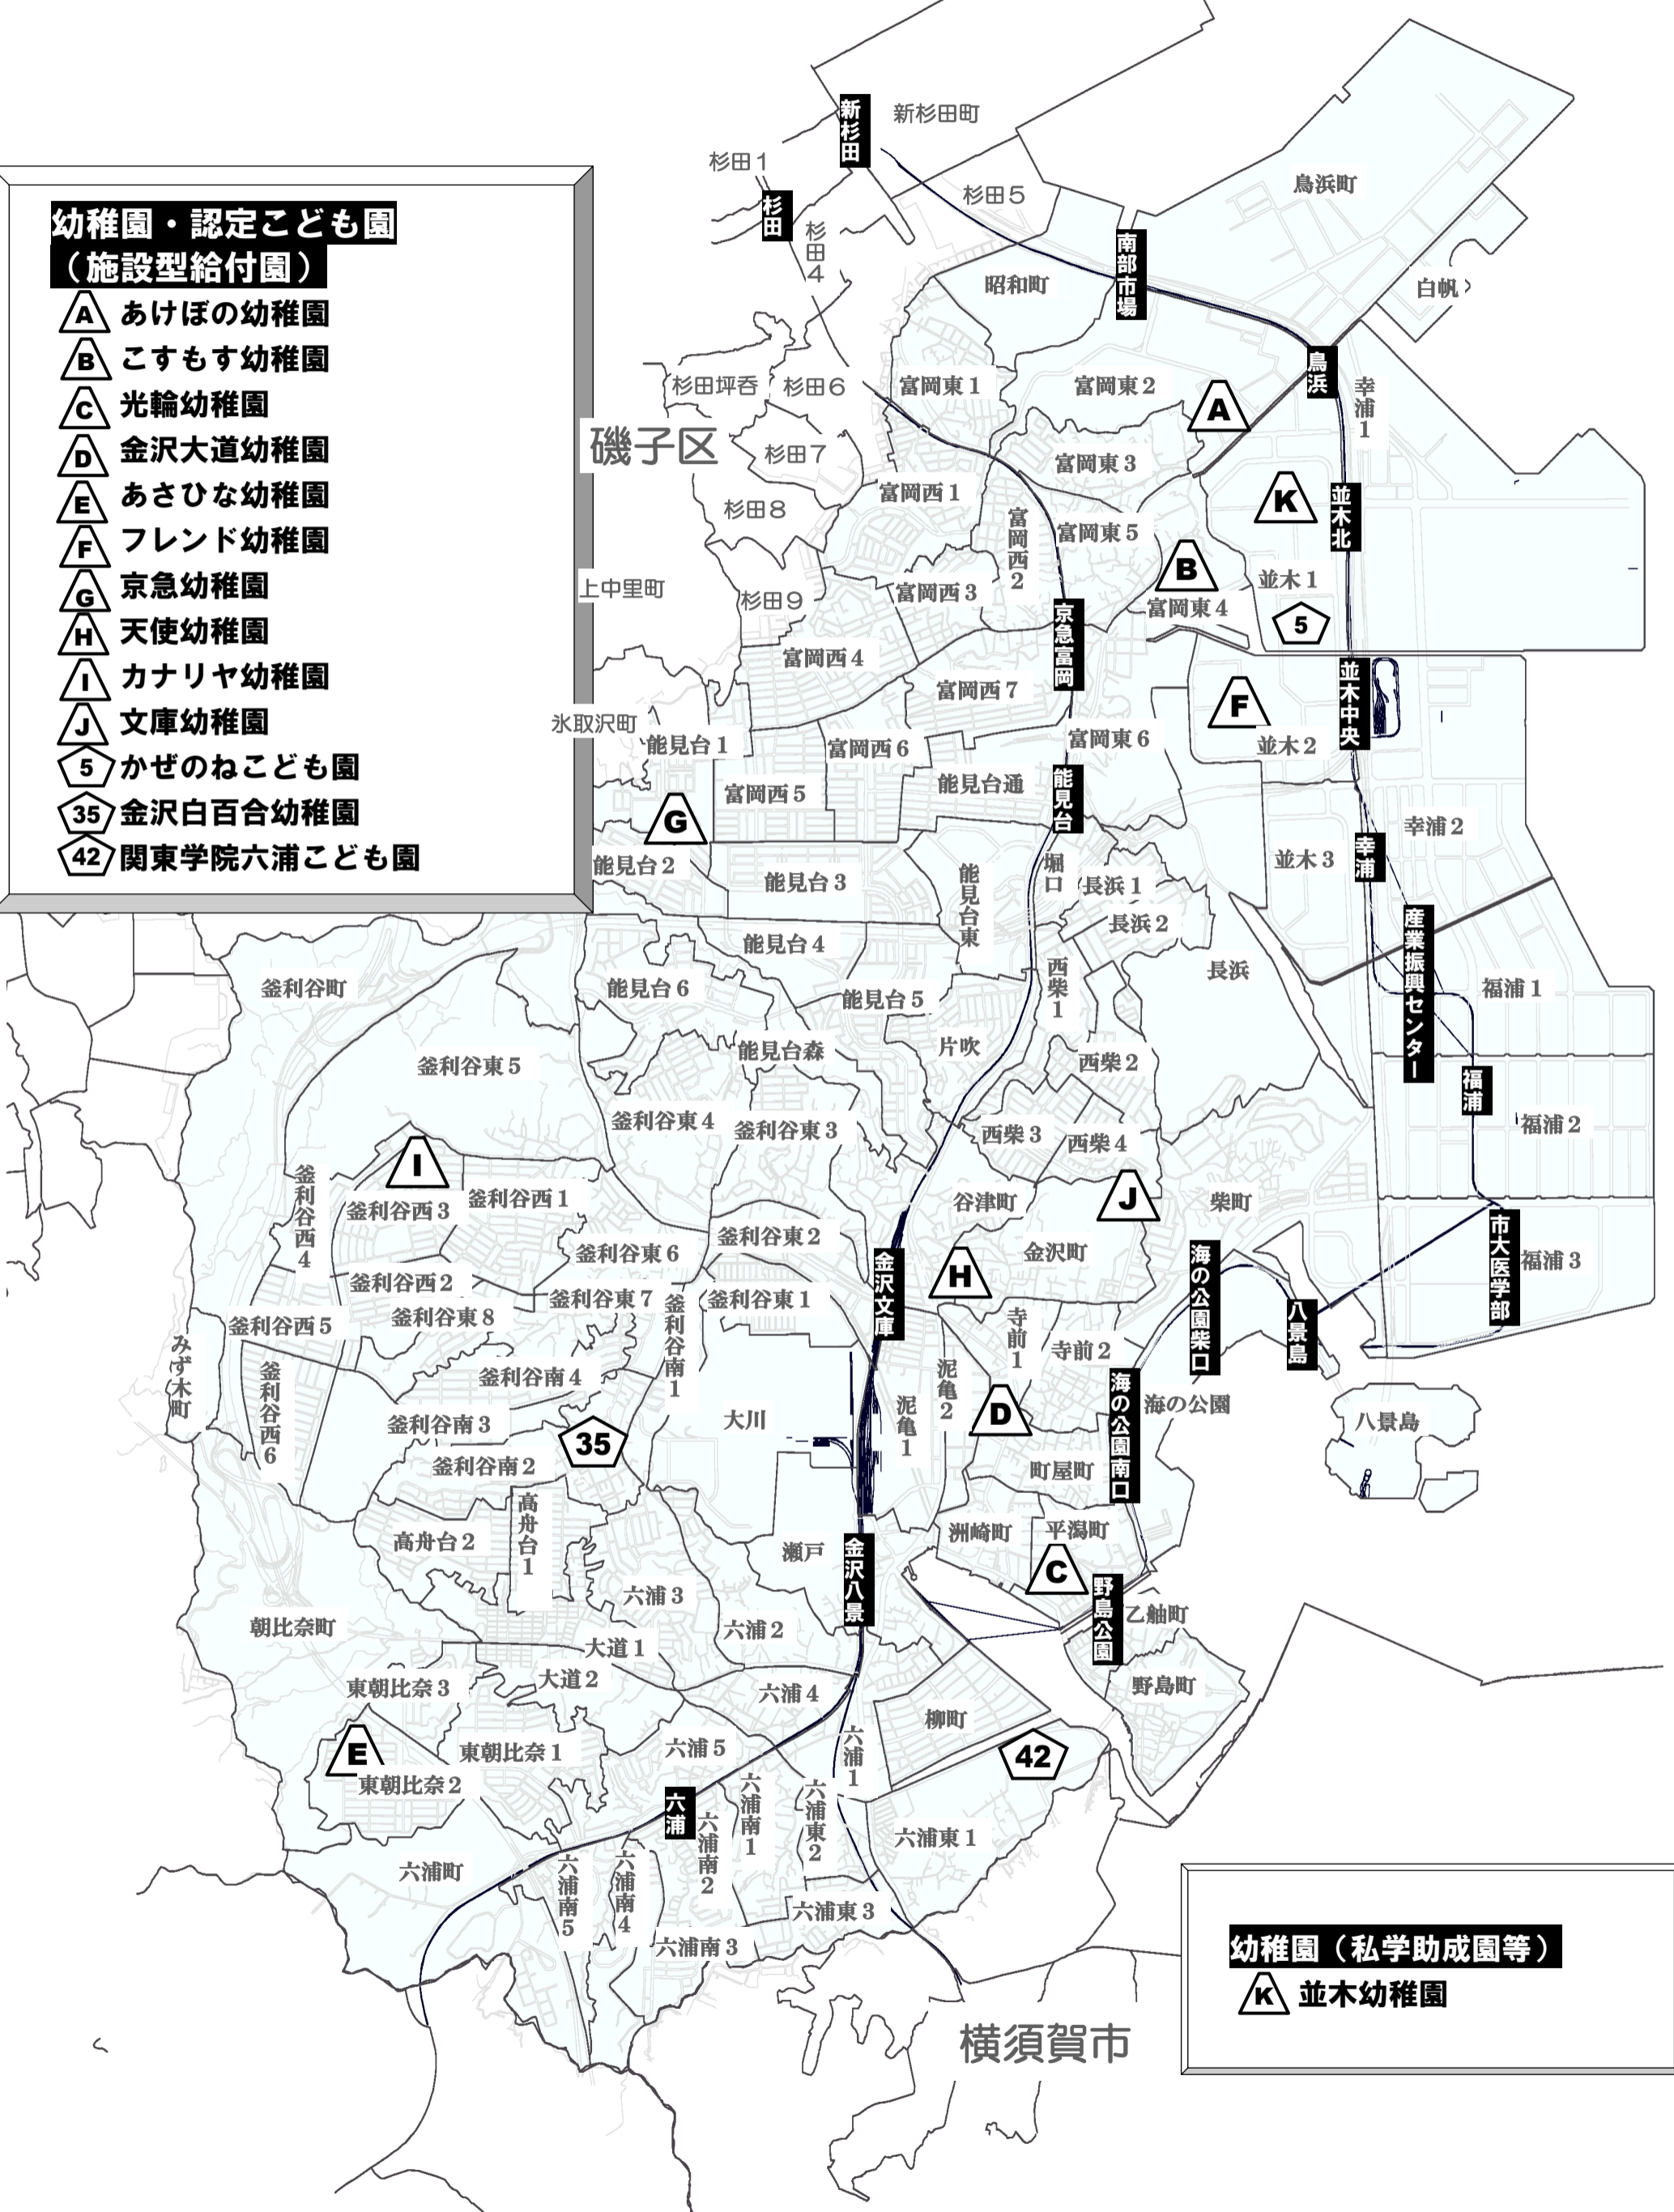 幼稚園・認定こども園
（施設型給付園）
A あけぼの幼稚園
B こすもす幼稚園
C 光輪幼稚園
D 金沢大道幼稚園
E あさひな幼稚園
F フレンド幼稚園
G 京急幼稚園
H 天使幼稚園
I カナリヤ幼稚園
J 文庫幼稚園
5 かぜのねこども園
35 金沢白百合幼稚園
42 関東学院六浦こども園
新杉田
新杉田町
杉田1
杉田
杉田4
杉田5
鳥浜町
南部市場
昭和町
白帆
鳥浜
幸浦1
杉田坪呑
杉田6
富岡東1
富岡東2
A
磯子区
杉田7
富岡東3
富岡西1
K
並木北
杉田8
富岡西2
富岡東5
B
並木1
上中里町
杉田9
富岡西3
富岡東4
5
京急富岡
富岡西4
富岡西7
F
並木中央
氷取沢町
能見台1
富岡西6
富岡東6
並木2
富岡西5
能見台通
能見台
G
幸浦2
幸浦
能見台2
能見台3
能見台東
堀口
長浜1
並木3
長浜2
能見台4
産業振興センター
釜利谷町
能見台6
能見台5
西柴1
長浜
福浦1
釜利谷東5
能見台森
片吹
西柴2
福浦
釜利谷東4
釜利谷東3
西柴3
西柴4
福浦2
I
釜利谷西4
釜利谷西3
釜利谷西1
谷津町
J
柴町
釜利谷東6
釜利谷東2
金沢町
市大医学部
福浦3
釜利谷西2
金沢文庫
H
海の公園柴口
釜利谷西5
釜利谷東8
釜利谷東7
釜利谷南1
釜利谷東1
寺前1
寺前2
八景島
みず木町
釜利谷西6
釜利谷南4
泥亀2
海の公園南口
海の公園
釜利谷南3
35
大川
泥亀1
D
八景島
釜利谷南2
町屋町
高舟台2
高舟台1
瀬戸
金沢八景
洲崎町
平潟町
C
六浦3
野島公園
乙舳町
朝比奈町
六浦2
大道1
東朝比奈3
大道2
六浦4
野島町
柳町
E
東朝比奈1
六浦5
六浦1
42
東朝比奈2
六浦
六浦南1
六浦東2
六浦南2
六浦東1
六浦町
六浦南5
六浦南4
六浦東3
六浦南3
横須賀市
幼稚園（私学助成園等）
K 並木幼稚園